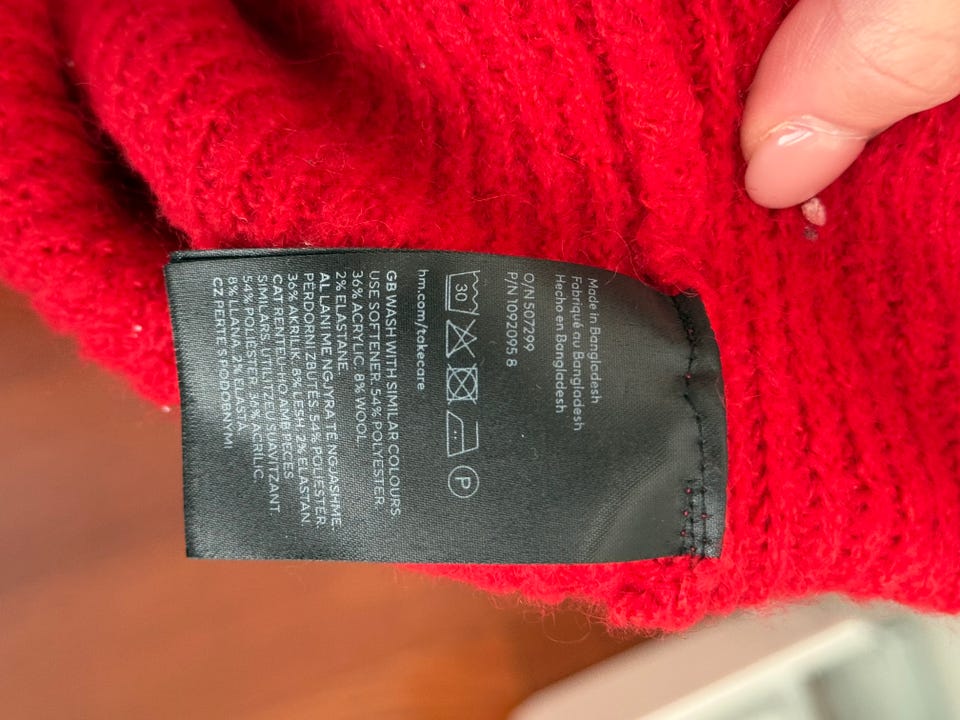 Made in Bangladesh
Fabriqué au Bangladesh
Hecho en Bangladesh
O/N 507299
P/N 1092095 8
30
P
hm.com/takecare
GB WASH WITH SIMILAR COLOURS.
USE SOFTENER. 54% POLYESTER.
36% ACRYLIC. 8% WOOL.
2% ELASTANE.
AL LANI ME NGJYRA TË NGJASHME.
PËRDORNI ZBUTËS. 54% POLIESTËR.
36% AKRILIK. 8% LESH. 2% ELASTAN.
CAT RENTEU-HO AMB PECES
SIMILARS. UTILITZEU SUAVITZANT.
54% POLIÈSTER. 36% ACRÍLIC.
8% LLANA. 2% ELASTÀ.
CZ PERTE S PODOBNÝMI